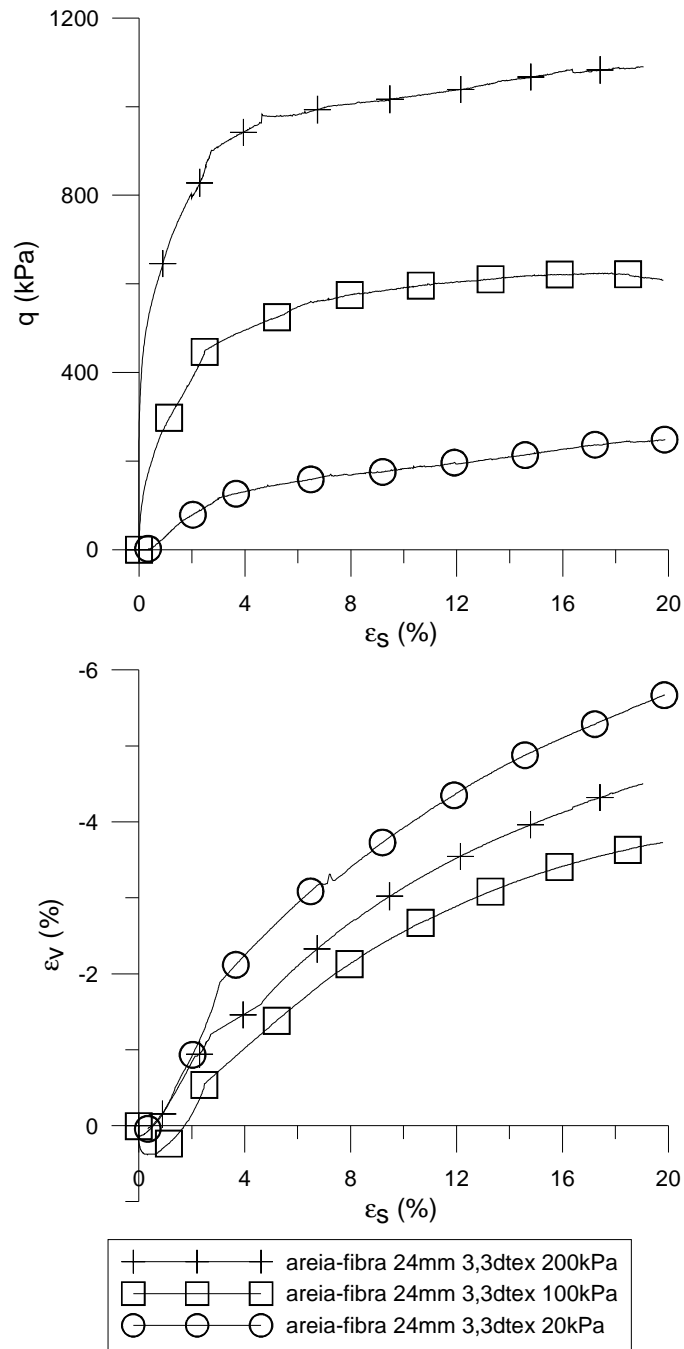 1200
800
400
0
q (kPa)
0 4 8 12 16 20
εs (%)
-6
-4
-2
0
εv (%)
0 4 8 12 16 20
εs (%)
areia-fibra 24mm 3,3dtex 200kPa
areia-fibra 24mm 3,3dtex 100kPa
areia-fibra 24mm 3,3dtex 20kPa